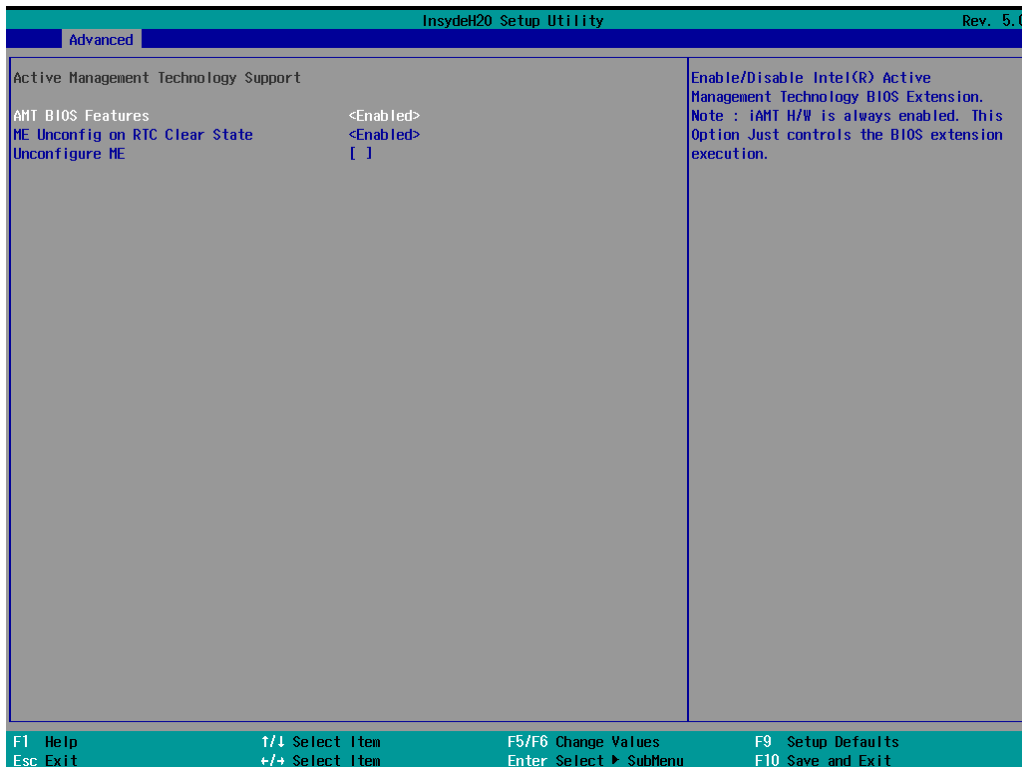 InsydeH2O Setup Utility Rev. 5.0
Advanced
Active Management Technology Support
AMT BIOS Features <Enabled>
ME Unconfig on RTC Clear State <Enabled>
Unconfigure ME [ ]
Enable/Disable Intel(R) Active
Management Technology BIOS Extension.
Note : iAMT H/W is always enabled. This
Option Just controls the BIOS extension
execution.
F1 Help ↑/↓ Select Item F5/F6 Change Values F9 Setup Defaults
Esc Exit ←/→ Select Item Enter Select ▶ SubMenu F10 Save and Exit